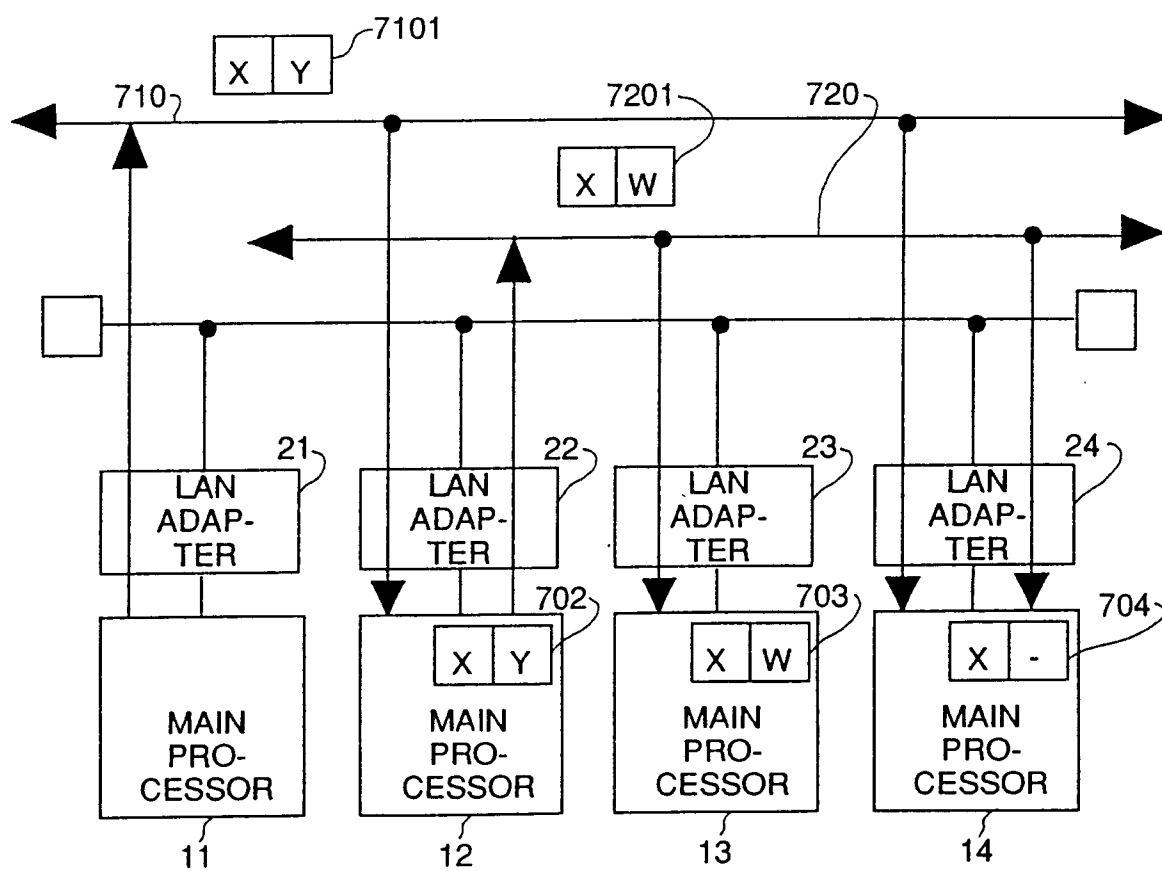 7101
X Y
710
7201
720
X W
21
22
23
24
LAN
ADAP-
TER
LAN
ADAP-
TER
LAN
ADAP-
TER
LAN
ADAP-
TER
702
703
704
X Y
X W
X -
MAIN
PRO-
CESSOR
MAIN
PRO-
CESSOR
MAIN
PRO-
CESSOR
MAIN
PRO-
CESSOR
11
12
13
14